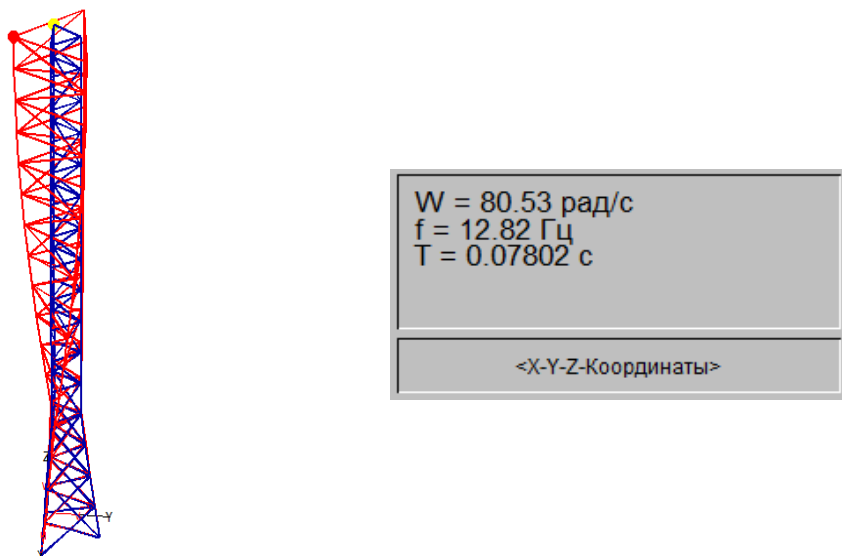 W = 80.53 рад/с
f = 12.82 Гц
T = 0.07802 с
<X-Y-Z-Координаты>
Z
Y